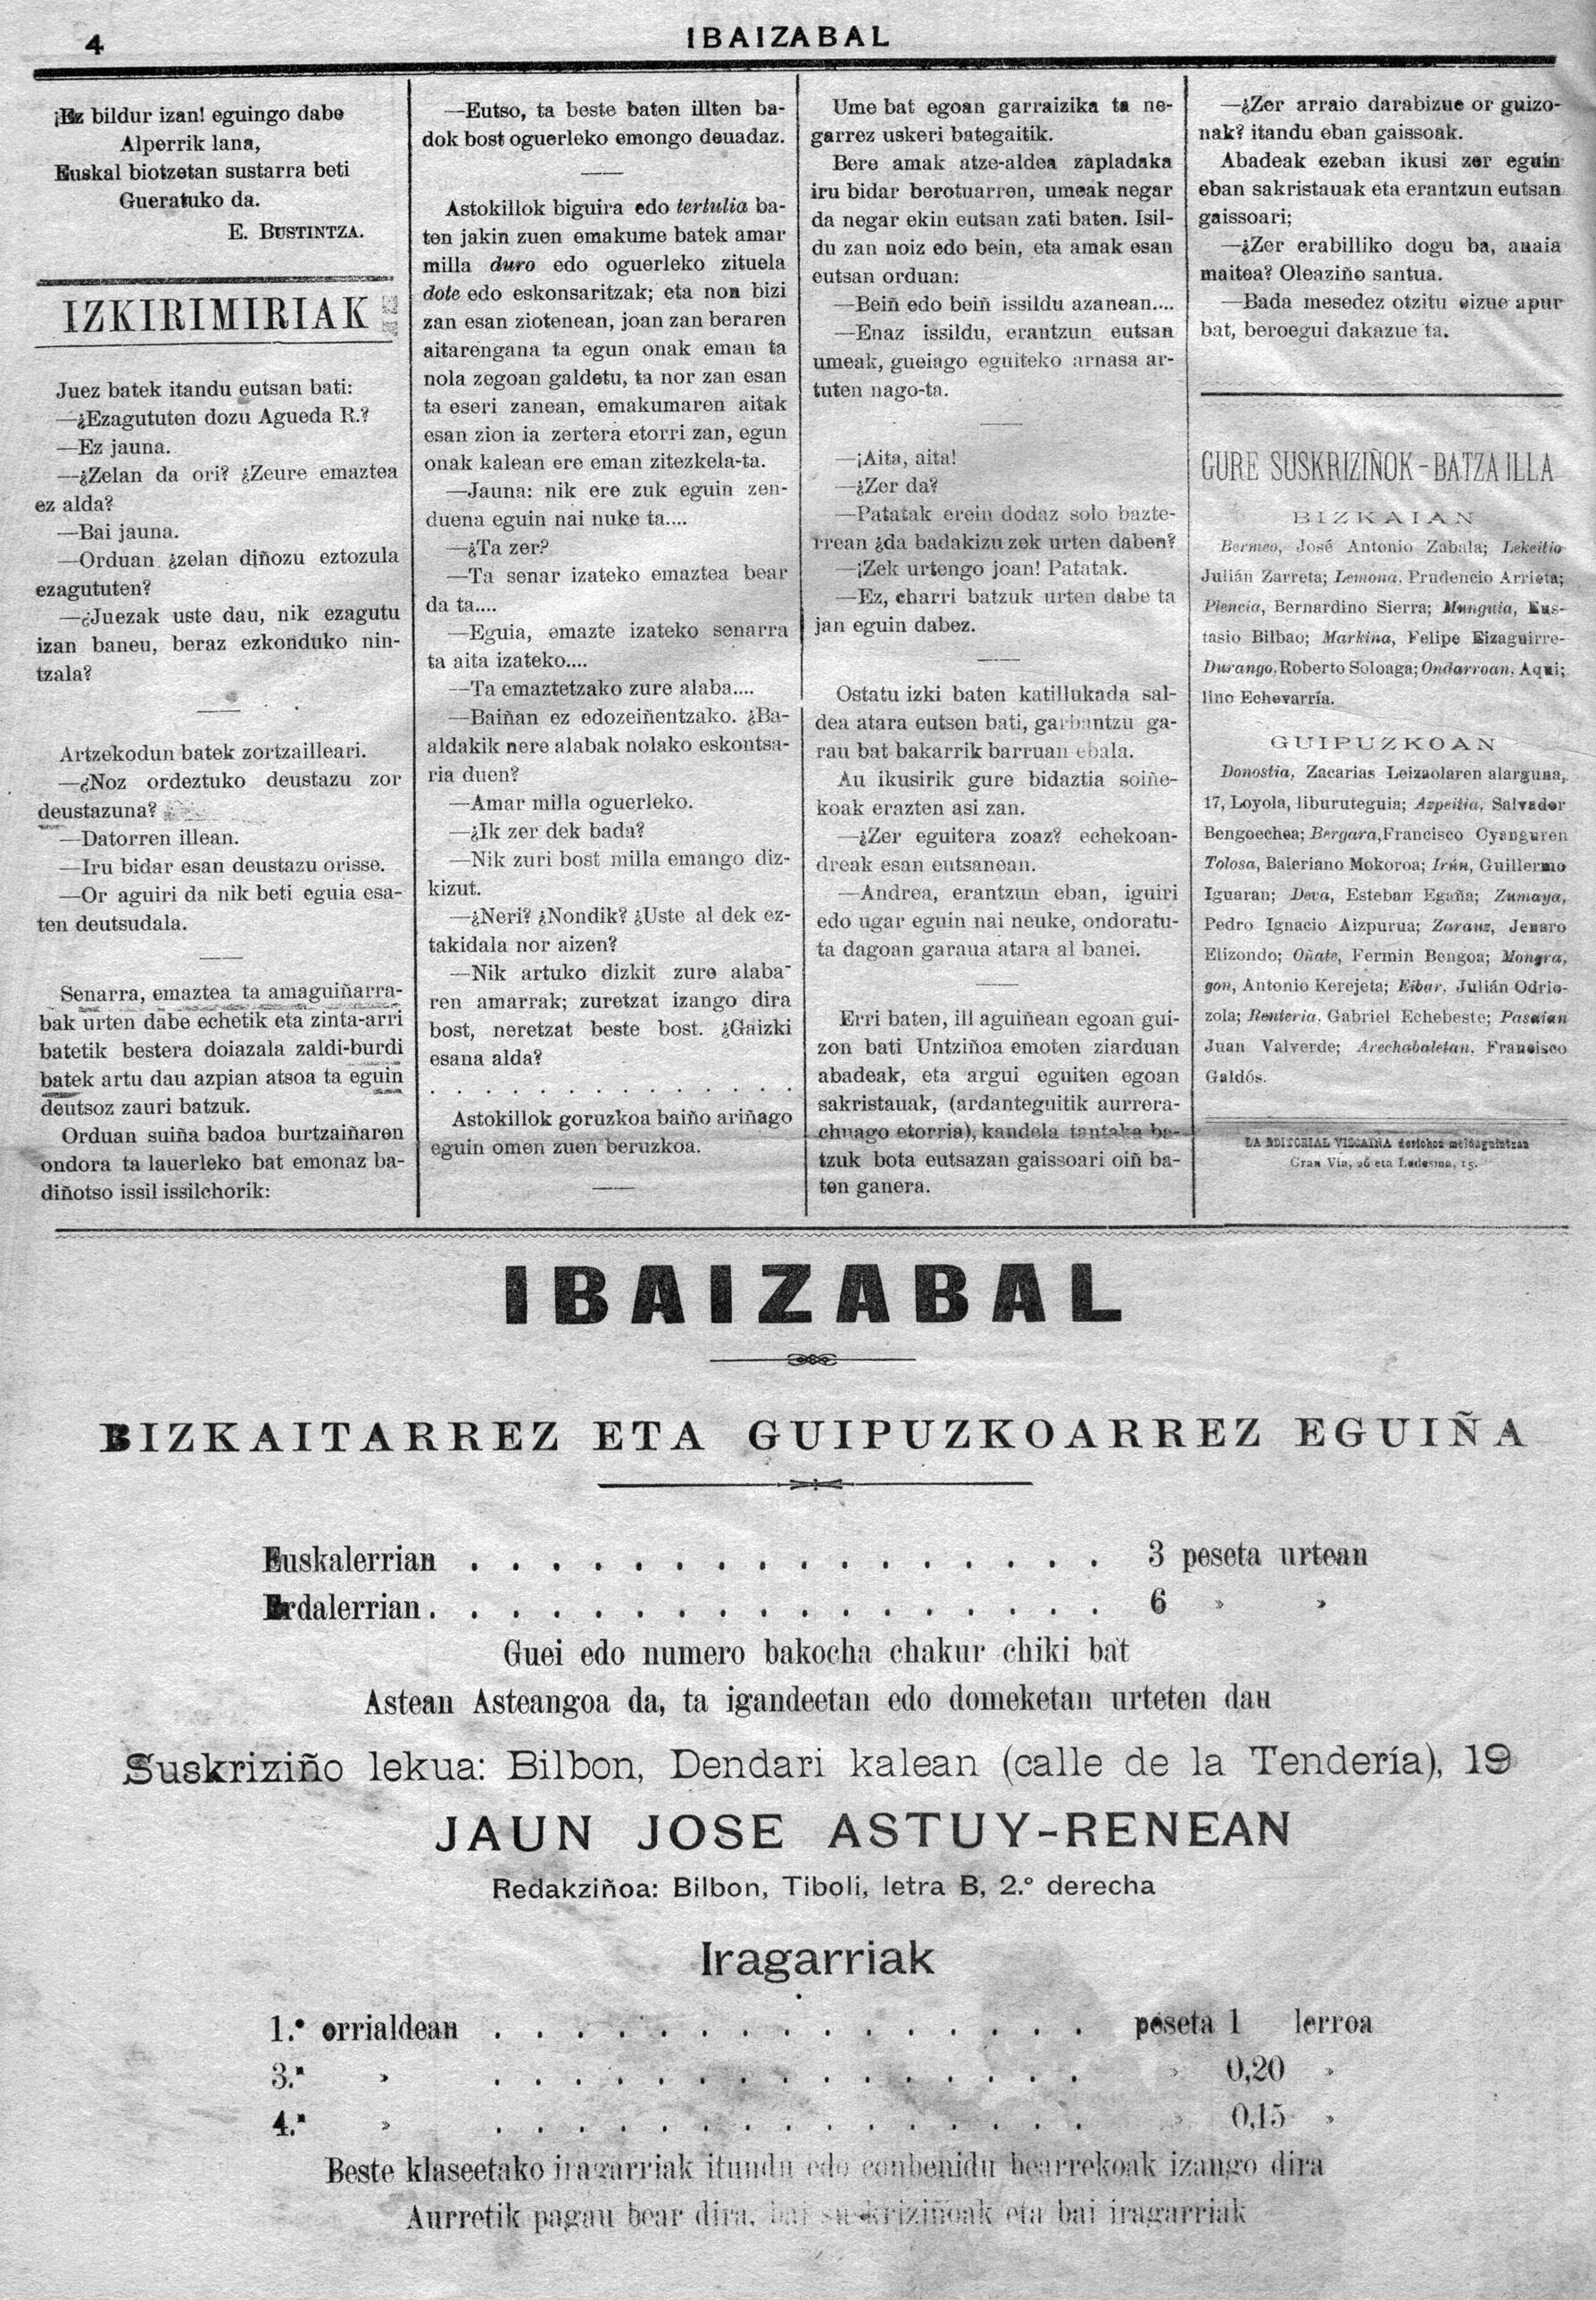 4
IBAIZABAL
¡Ez bildur izan! eguingo dabe
Alperrik lana,
Euskal biotzetan sustarra beti
Gueratuko da.
E. BUSTINTZA.
IZKIRIMIRIAK
Juez batek itandu eutsan bati:
—¿Ezagututen dozu Agueda R.?
—Ez jauna.
—¿Zelan da ori? ¿Zeure emaztea
ez alda?
—Bai jauna.
—Orduan ¿zelan diñozu eztozula
ezagututen?
—¿Juezak uste dau, nik ezagutu
izan baneu, beraz ezkonduko nin-
tzala?
Artzekodun batek zortzailleari.
—¿Noz ordeztuko deustazu zor
deustazuna?
—Datorren illean.
—Iru bidar esan deustazu orisse.
—Or aguiri da nik beti eguia esa-
ten deutsudala.
Senarra, emaztea ta amaguiñarra-
bak urten dabe echetik eta zinta-arri
batetik bestera doiazala zaldi-burdi
batek artu dau azpian atsoa ta eguin
deutsoz zauri batzuk.
Orduan suiña badoa burtzaiñaren
ondora ta lauerleko bat emonaz ba-
diñotso issil issilchorik:
—Eutso, ta beste baten illten ba-
dok bost oguerleko emongo deuadaz.
Astokillok biguira edo tertulia ba-
ten jakin zuen emakume batek amar
milla duro edo oguerleko zituela
dote edo eskonsaritzak; eta non bizi
zan esan ziotenean, joan zan beraren
aitarengana ta egun onak eman ta
nola zegoan galdetu, ta nor zan esan
ta eseri zanean, emakumaren aitak
esan zion ia zertera etorri zan, egun
onak kalean ere eman zitezkela-ta.
—Jauna: nik ere zuk eguin zen-
duena eguin nai nuke ta....
—¿Ta zer?
—Ta senar izateko emaztea bear
da ta....
—Eguia, emazte izateko senarra
ta aita izateko....
—Ta emaztetzako zure alaba....
—Baiñan ez edozeiñentzako. ¿Ba-
aldakik nere alabak nolako eskontsa-
ria duen?
—Amar milla oguerleko.
—¿Ik zer dek bada?
—Nik zuri bost milla emango diz-
kizut.
—¿Neri? ¿Nondik? ¿Uste al dek ez-
takidala nor aizen?
—Nik artuko dizkit zure alaba-
ren amarrak; zuretzat izango dira
bost, neretzat beste bost. ¿Gaizki
esana alda?
. . . . . . . . . . . . . .
Astokillok goruzkoa baiño ariñago
eguin omen zuen beruzkoa.
Ume bat egoan garraizika ta ne-
garrez uskeri bategaitik.
Bere amak atze-aldea zapladaka
iru bidar berotuarren, umeak negar
da negar ekin eutsan zati baten. Isil-
du zan noiz edo bein, eta amak esan
eutsan orduan:
—Beiñ edo beiñ issildu azanean....
—Enaz issildu, erantzun eutsan
umeak, gueiago eguiteko arnasa ar-
tuten nago-ta.
—¡Aita, aita!
—¿Zer da?
—Patatak erein dodaz solo bazte-
rrean ¿da badakizu zek urten daben?
—¡Zek urtengo joan! Patatak.
—Ez, charri batzuk urten dabe ta
jan eguin dabez.
Ostatu izki baten katillukada sal-
dea atara eutsen bati, garbantzu ga-
rau bat bakarrik barruan ebala.
Au ikusirik gure bidaztia soiñe-
koak erazten asi zan.
—¿Zer eguitera zoaz? echekoan-
dreak esan eutsanean.
—Andrea, erantzun eban, iguiri
edo ugar eguin nai neuke, ondoratu-
ta dagoan garaua atara al banei.
Erri baten, ill aguiñean egoan gui-
zon bati Untziñoa emoten ziarduan
abadeak, eta argui eguiten egoan
sakristauak, (ardanteguitik aurrera-
chuago etorria), kandela tantaka ba-
tzuk bota eutsazan gaissoari oiñ ba-
ten ganera.
—¿Zer arraio darabizue or guizo-
nak? itandu eban gaissoak.
Abadeak ezeban ikusi zer eguin
eban sakristauak eta erantzun eutsan
gaissoari;
—¿Zer erabilliko dogu ba, anaia
maitea? Oleaziño santua.
—Bada mesedez otzitu eizue apur
bat, beroegui dakazue ta.
GURE SUSKRIZIÑOK-BATZAILLA
BIZKAIAN
Bermeo, José Antonio Zabala; Lekeitio
Julián Zarreta; Lemona, Prudencio Arrieta;
Plencia, Bernardino Sierra; Munguia, Eus-
tasio Bilbao; Markina, Felipe Eizaguirre-
Durango, Roberto Soloaga; Ondarroan, Aqui;
lino Echevarría.
GUIPUZKOAN
Donostia, Zacarias Leizaolaren alarguna,
17, Loyola, liburuteguia; Azpeitia, Salvador
Bengoechea; Bergara, Francisco Oyanguren
Tolosa, Baleriano Mokoroa; Irún, Guillermo
Iguaran; Deva, Esteban Egaña; Zumaya,
Pedro Ignacio Aizpurua; Zarauz, Jenaro
Elizondo; Oñate, Fermin Bengoa; Mongra,
gon, Antonio Kerejeta; Eibar, Julián Odrio-
zola; Renteria, Gabriel Echebeste; Pasaian
Juan Valverde; Arechabaletan, Francisco
Galdós.
LA EDITORIAL VIZCAINA deritchon moldaguintzan
Gran Vía, 26 eta Ledesma, 15.
IBAIZABAL
BIZKAITARREZ ETA GUIPUZKOARREZ EGUIÑA
Euskalerrian . . . . . . . . . . . . . . . . 3 peseta urtean
Erdalerrian . . . . . . . . . . . . . . . . . 6 » »
Guei edo numero bakocha chakur chiki bat
Astean Asteangoa da, ta igandeetan edo domeketan urteten dau
Suskriziño lekua: Bilbon, Dendari kalean (calle de la Tendería), 19
JAUN JOSE ASTUY-RENEAN
Redakziñoa: Bilbon, Tiboli, letra B, 2.º derecha
Iragarriak
1.ª orrialdean . . . . . . . . . . . . . . . peseta 1 lerroa
3.ª » . . . . . . . . . . . . . . . » 0,20 »
4.ª » . . . . . . . . . . . . . . . » 0,15 »
Beste klaseetako iragarriak itundu edo conbenidu bearrekoak izango dira
Aurretik pagau bear dira, bai suskriziñoak eta bai iragarriak